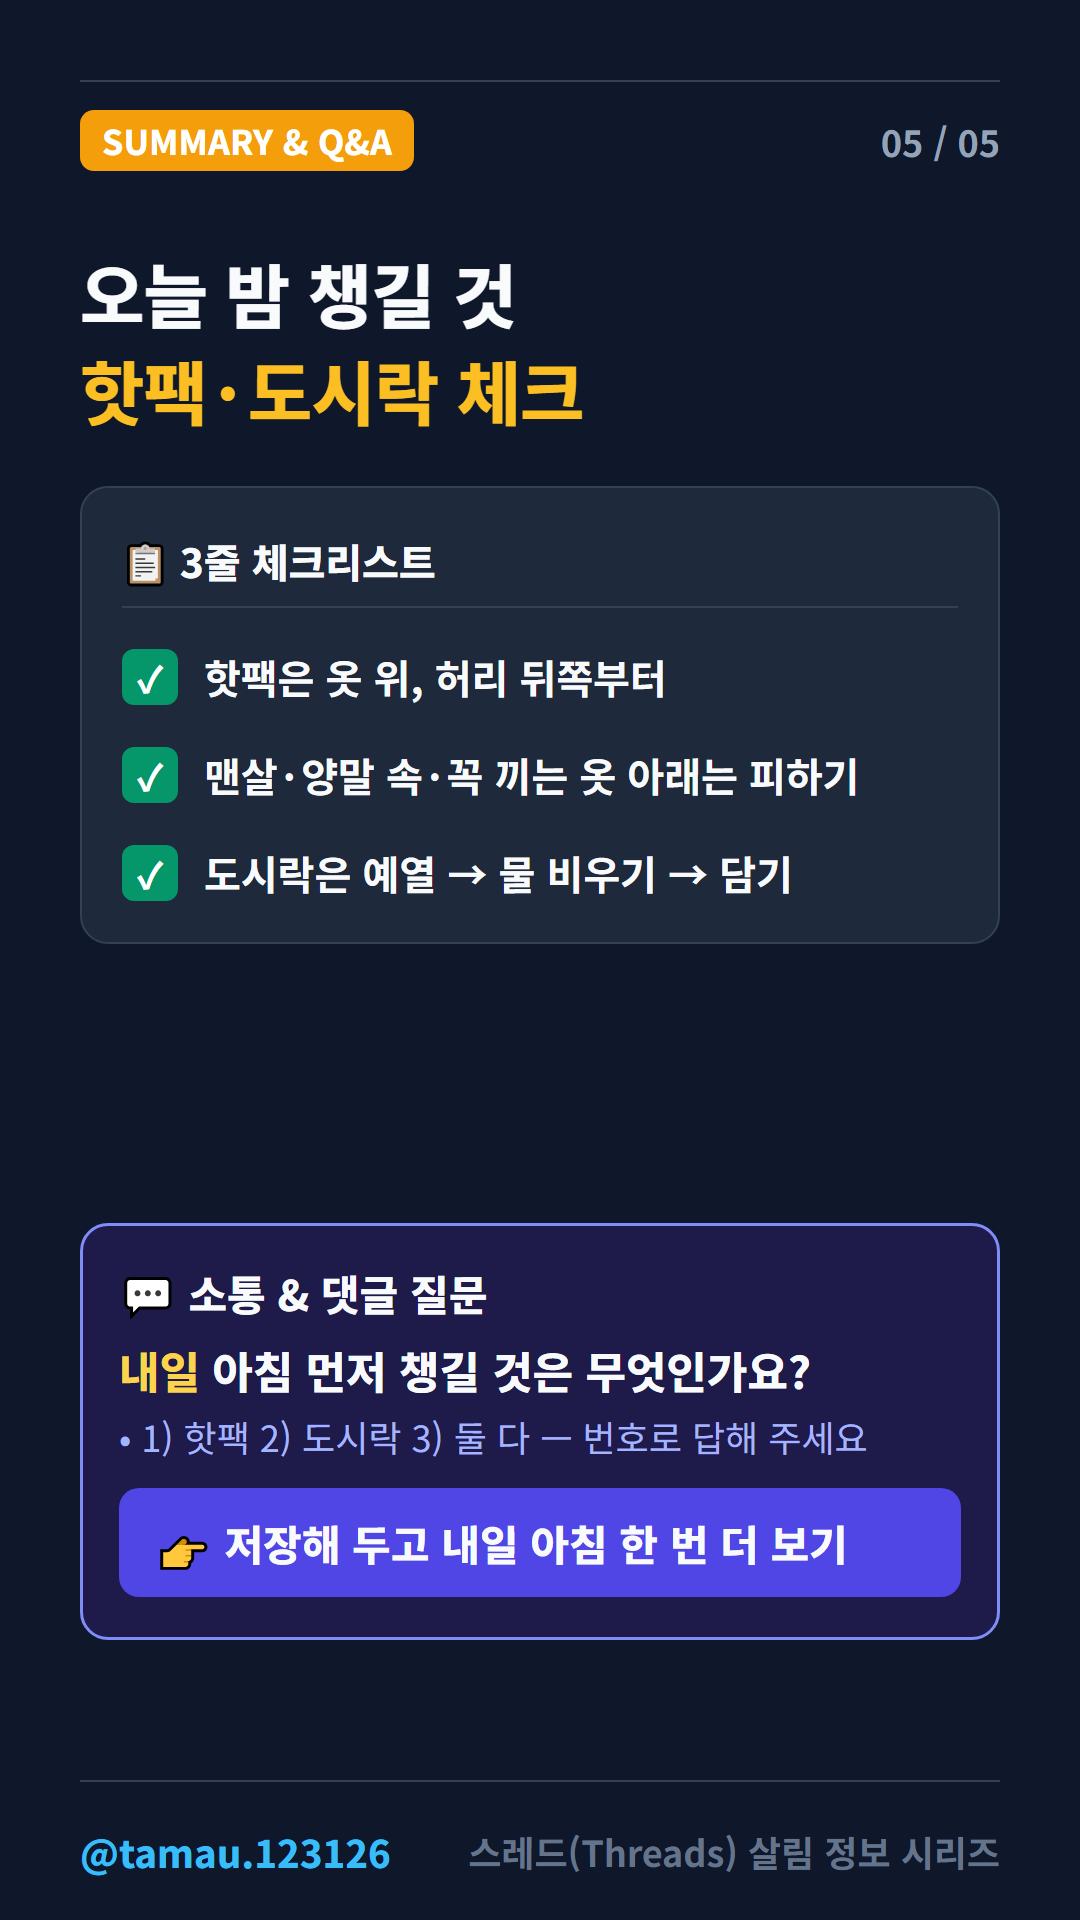 SUMMARY & Q&A
05 / 05
오늘 밤 챙길 것
핫팩·도시락 체크
📋 3줄 체크리스트
✓ 핫팩은 옷 위, 허리 뒤쪽부터
✓ 맨살·양말 속·꼭 끼는 옷 아래는 피하기
✓ 도시락은 예열 → 물 비우기 → 담기
💬 소통 & 댓글 질문
내일 아침 먼저 챙길 것은 무엇인가요?
• 1) 핫팩 2) 도시락 3) 둘 다 — 번호로 답해 주세요
👉 저장해 두고 내일 아침 한 번 더 보기
@tamau.123126
스레드(Threads) 살림 정보 시리즈